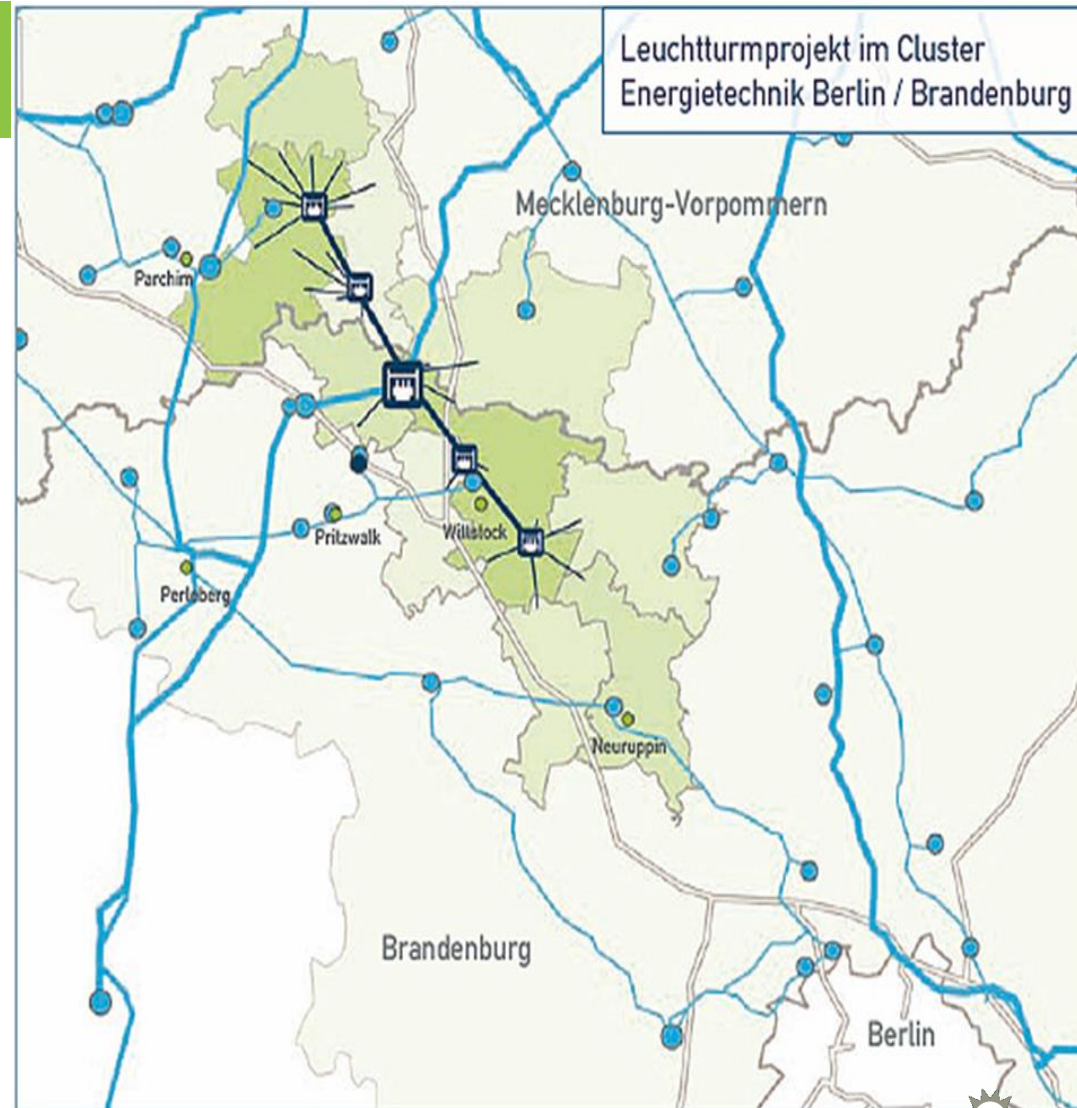 Leuchtturmprojekt im Cluster
Energietechnik Berlin / Brandenburg
Mecklenburg-Vorpommern
Parchim
Pritzwalk
Wittstock
Perleberg
Neuruppin
Brandenburg
Berlin